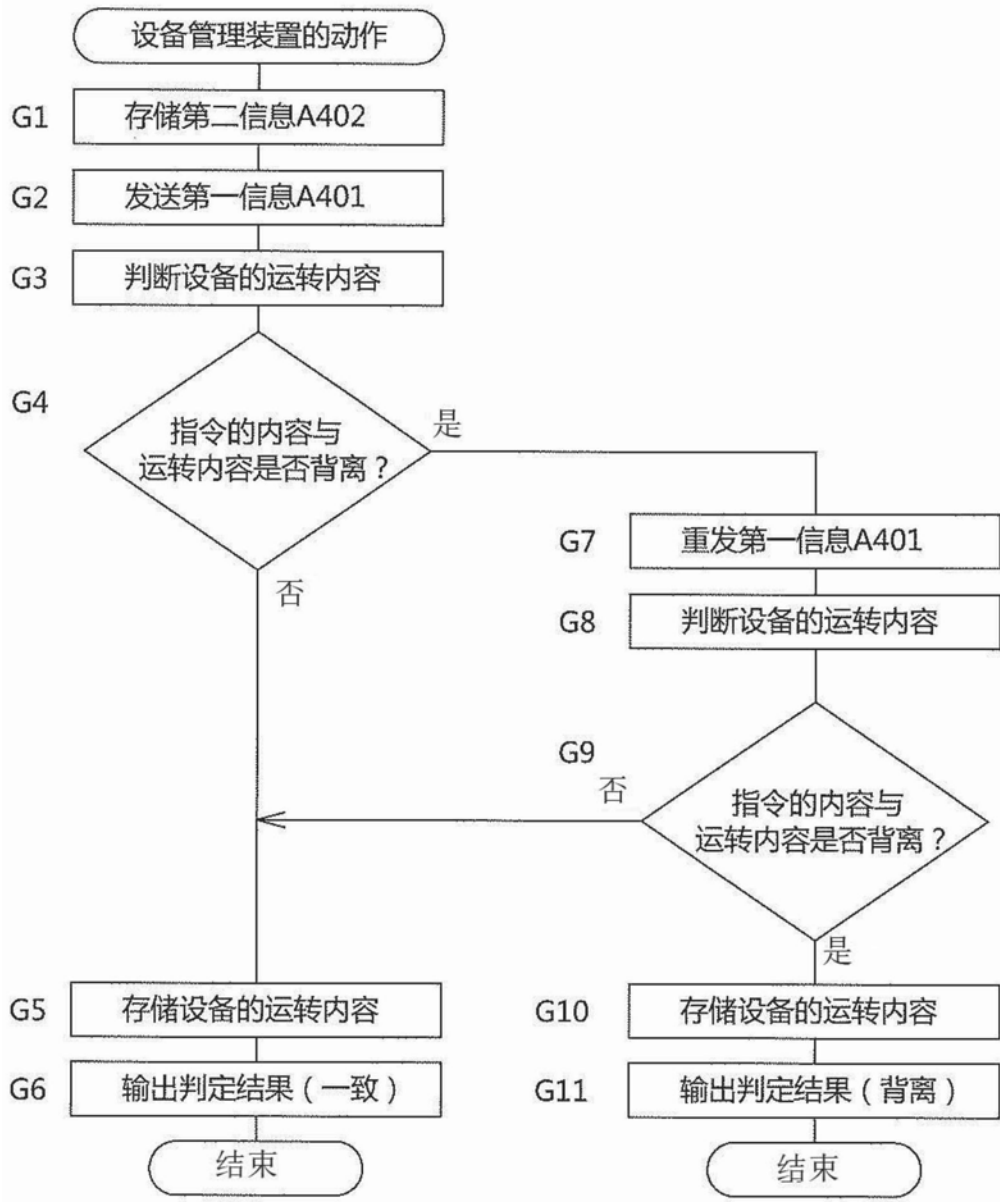 设备管理装置的动作
G1
存储第二信息A402
G2
发送第一信息A401
G3
判断设备的运转内容
G4
指令的内容与
运转内容是否背离？
是
否
G7
重发第一信息A401
G8
判断设备的运转内容
G9
否
指令的内容与
运转内容是否背离？
是
G5
存储设备的运转内容
G6
输出判定结果（一致）
结束
G10
存储设备的运转内容
G11
输出判定结果（背离）
结束